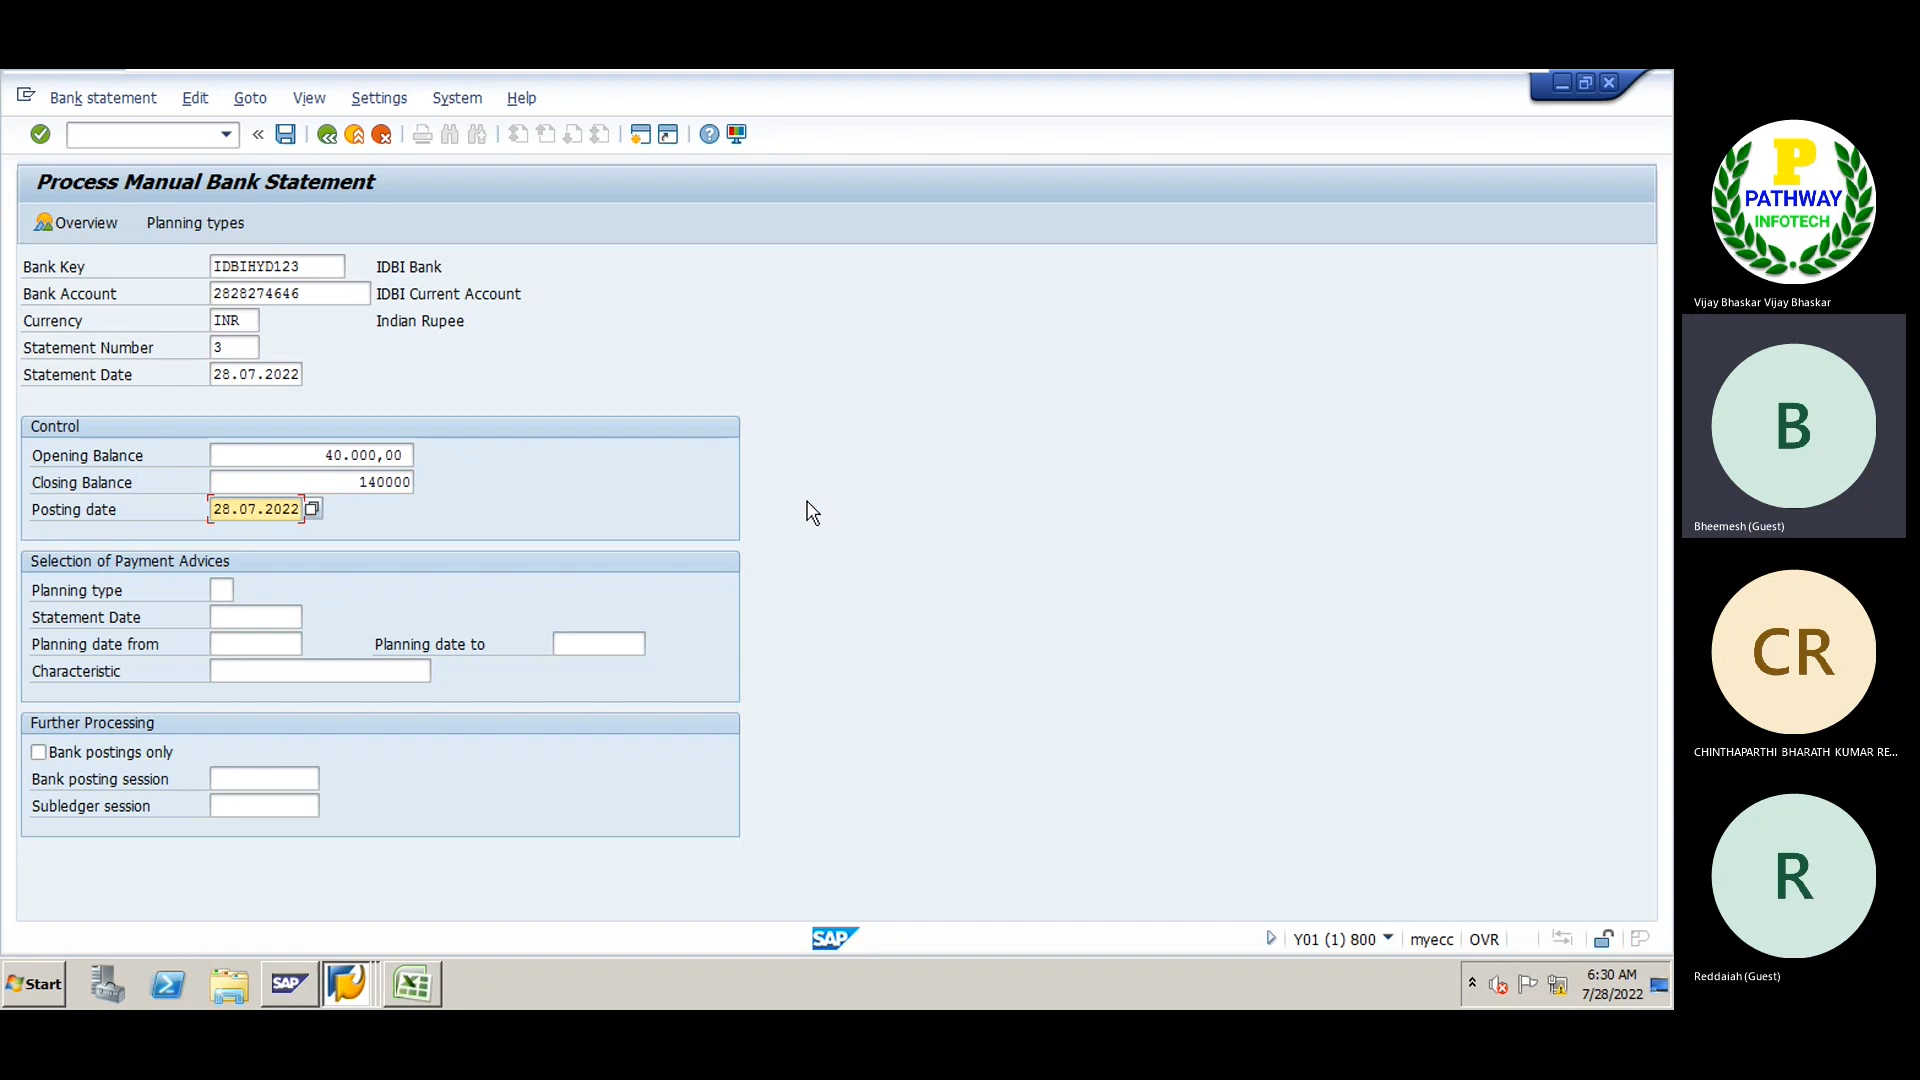 Bank statement Edit Goto View Settings System Help
Process Manual Bank Statement
Overview Planning types
Bank Key IDBIHYD123 IDBI Bank
Bank Account 2828274646 IDBI Current Account
Currency INR Indian Rupee
Statement Number 3
Statement Date 28.07.2022
Control
Opening Balance 40.000,00
Closing Balance 140000
Posting date 28.07.2022
Selection of Payment Advices
Planning type
Statement Date
Planning date from Planning date to
Characteristic
Further Processing
Bank postings only
Bank posting session
Subledger session
SAP
Y01 (1) 800 myecc OVR
Start SAP
6:30 AM
7/28/2022
P
PATHWAY
INFOTECH
Vijay Bhaskar Vijay Bhaskar
B
Bheemesh (Guest)
CR
CHINTHAPARTHI BHARATH KUMAR RE...
R
Reddaiah (Guest)